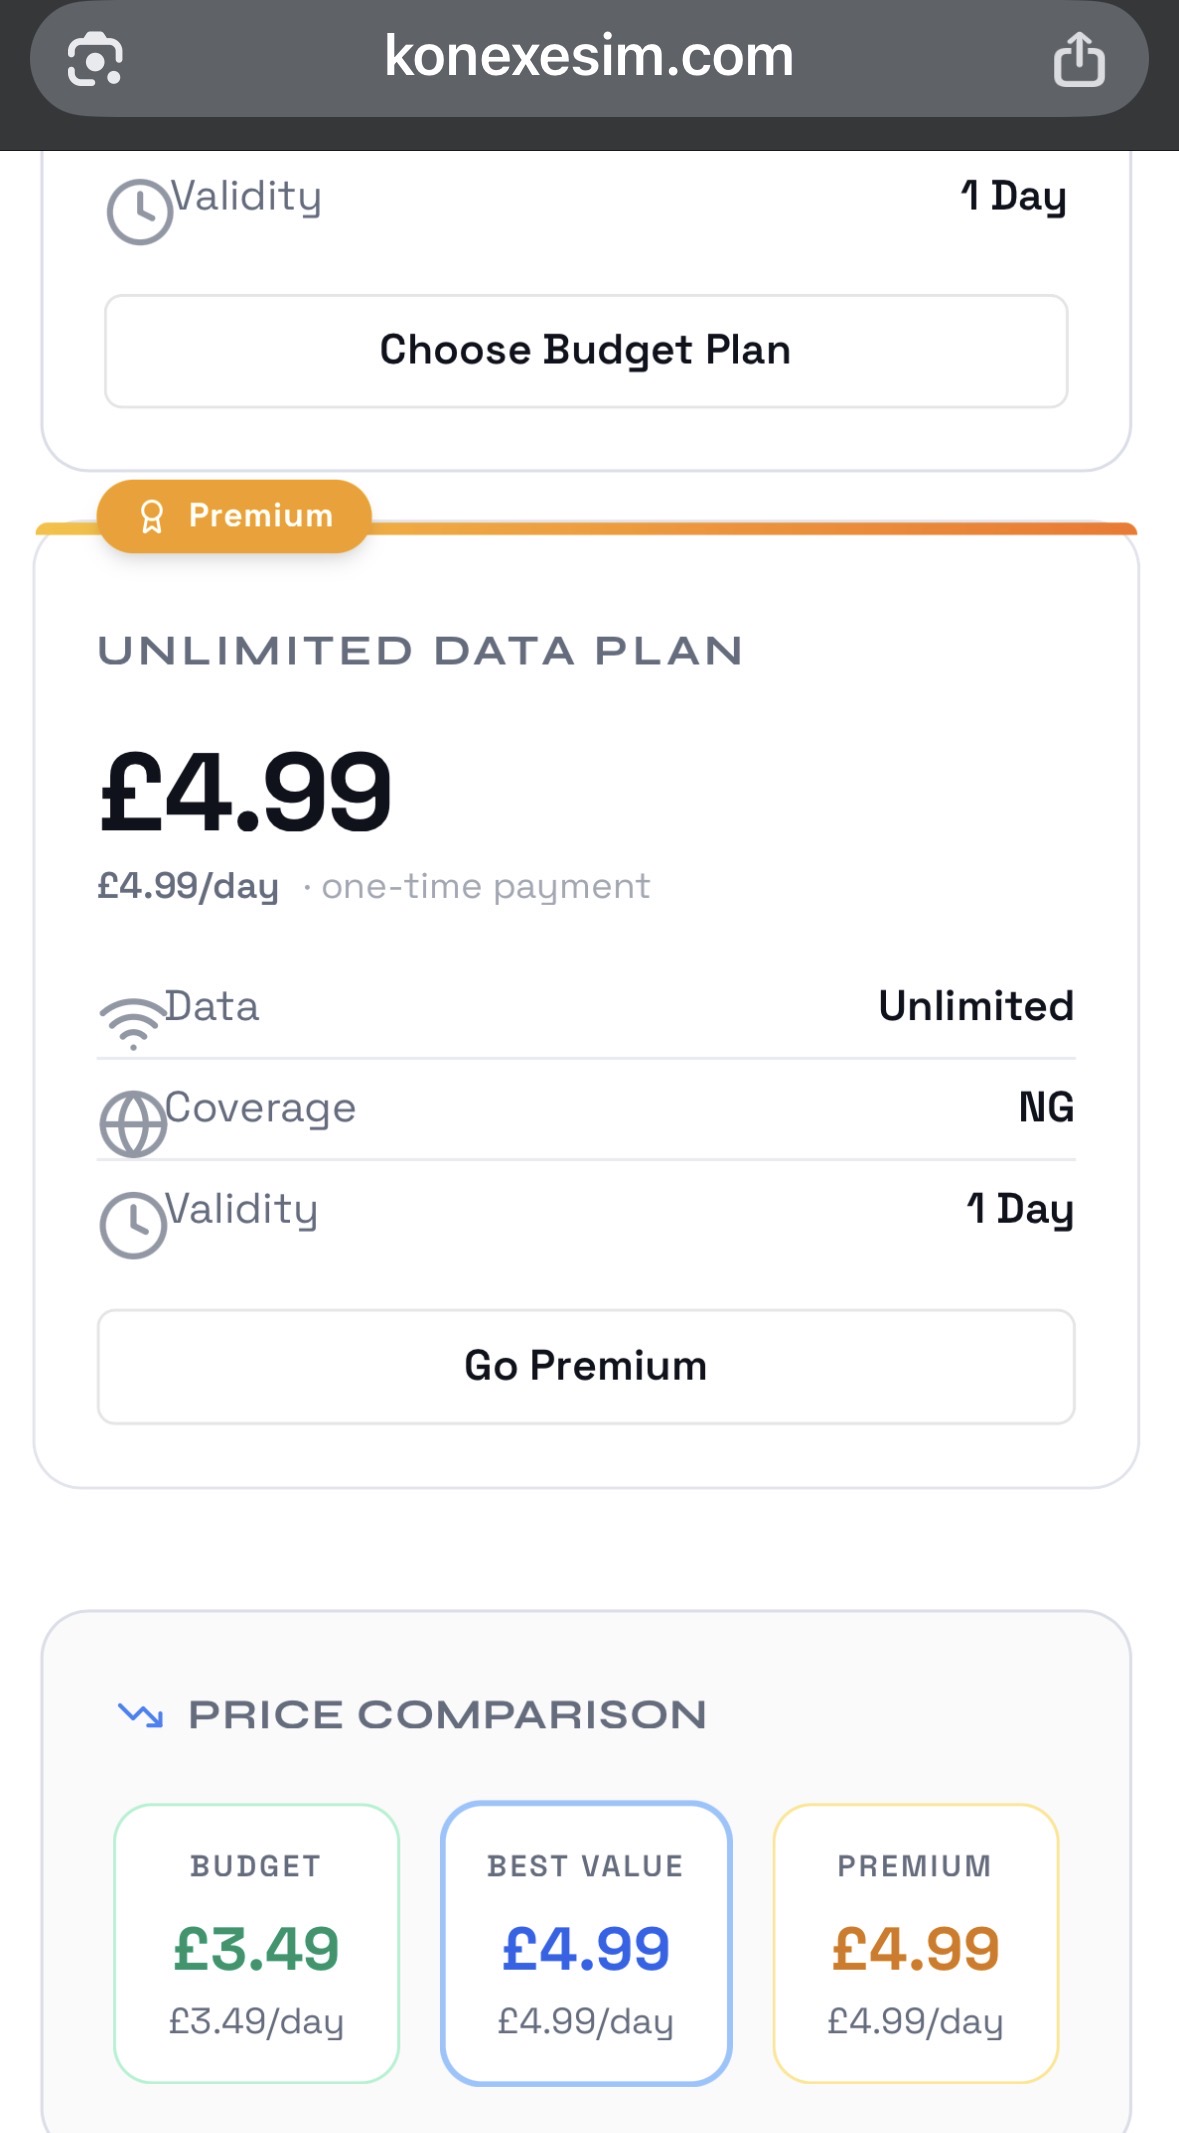 konexesim.com
Validity 1 Day
Choose Budget Plan
Premium
UNLIMITED DATA PLAN
£4.99
£4.99/day · one-time payment
Data Unlimited
Coverage NG
Validity 1 Day
Go Premium
PRICE COMPARISON
BUDGET BEST VALUE PREMIUM
£3.49 £4.99 £4.99
£3.49/day £4.99/day £4.99/day